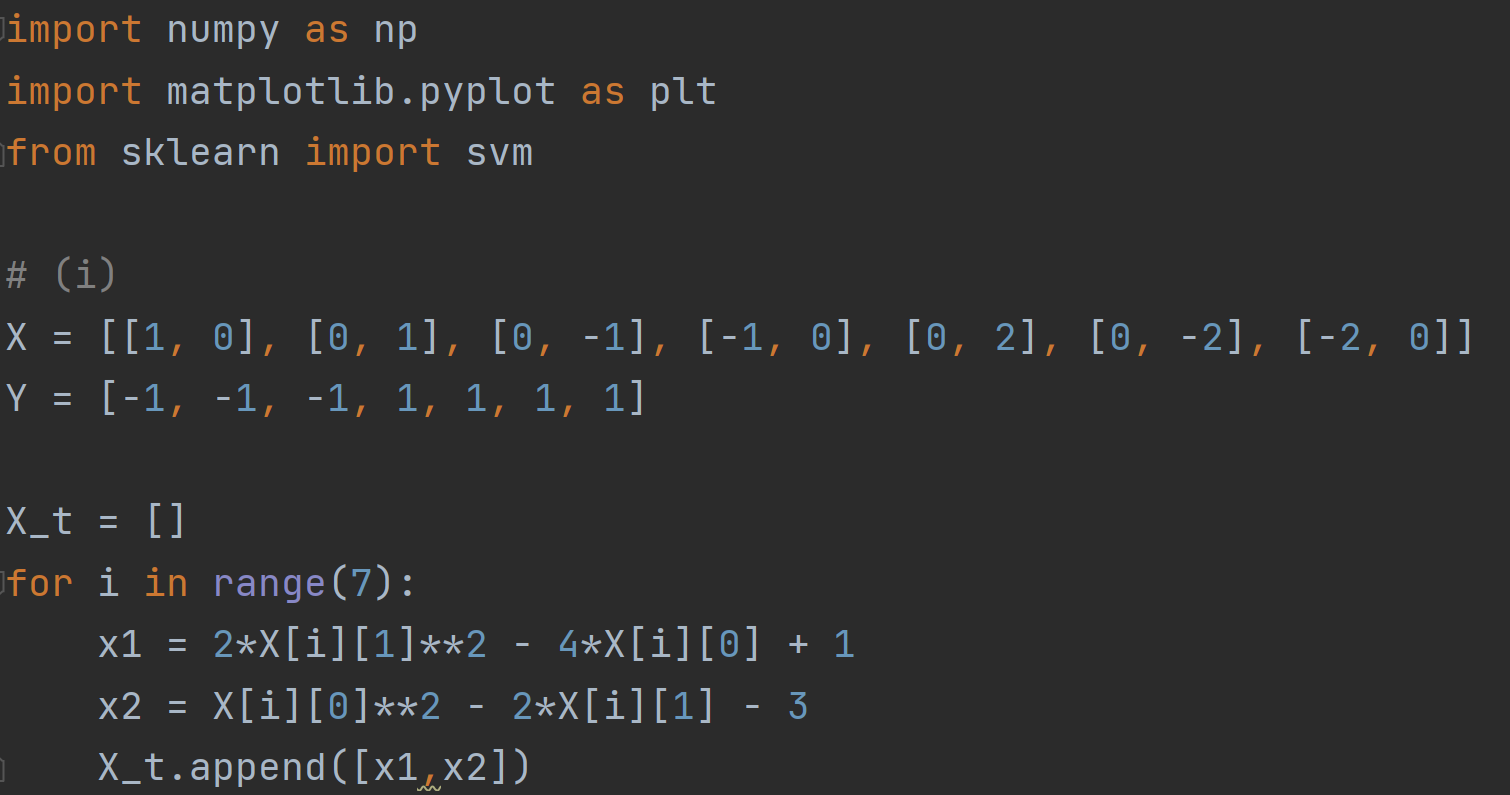 import numpy as np
import matplotlib.pyplot as plt
from sklearn import svm
# (i)
X = [[1, 0], [0, 1], [0, -1], [-1, 0], [0, 2], [0, -2], [-2, 0]]
Y = [-1, -1, -1, 1, 1, 1, 1]
X_t = []
for i in range(7):
    x1 = 2*X[i][1]**2 - 4*X[i][0] + 1
    x2 = X[i][0]**2 - 2*X[i][1] - 3
    X_t.append([x1,x2])